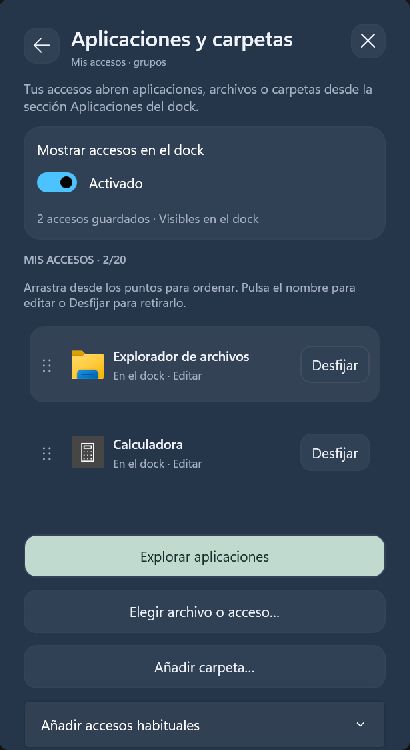 Aplicaciones y carpetas
Mis accesos · grupos
Tus accesos abren aplicaciones, archivos o carpetas desde la
sección Aplicaciones del dock.
Mostrar accesos en el dock
Activado
2 accesos guardados · Visibles en el dock
MIS ACCESOS · 2/20
Arrastra desde los puntos para ordenar. Pulsa el nombre para
editar o Desfijar para retirarlo.
Explorador de archivos
En el dock · Editar
Desfijar
Calculadora
En el dock · Editar
Desfijar
Explorar aplicaciones
Elegir archivo o acceso...
Añadir carpeta...
Añadir accesos habituales